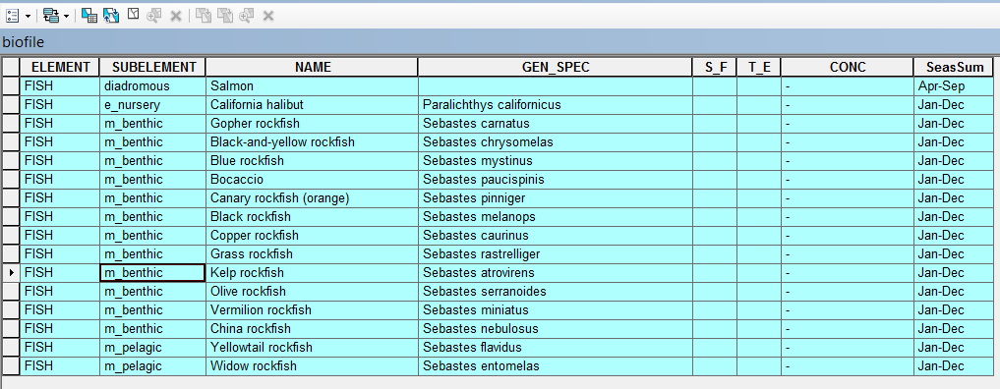 biofile
ELEMENT SUBELEMENT NAME GEN_SPEC S_F T_E CONC SeasSum
FISH diadromous Salmon - Apr-Sep
FISH e_nursery California halibut Paralichthys californicus - Jan-Dec
FISH m_benthic Gopher rockfish Sebastes carnatus - Jan-Dec
FISH m_benthic Black-and-yellow rockfish Sebastes chrysomelas - Jan-Dec
FISH m_benthic Blue rockfish Sebastes mystinus - Jan-Dec
FISH m_benthic Bocaccio Sebastes paucispinis - Jan-Dec
FISH m_benthic Canary rockfish (orange) Sebastes pinniger - Jan-Dec
FISH m_benthic Black rockfish Sebastes melanops - Jan-Dec
FISH m_benthic Copper rockfish Sebastes caurinus - Jan-Dec
FISH m_benthic Grass rockfish Sebastes rastrelliger - Jan-Dec
FISH m_benthic Kelp rockfish Sebastes atrovirens - Jan-Dec
FISH m_benthic Olive rockfish Sebastes serranoides - Jan-Dec
FISH m_benthic Vermilion rockfish Sebastes miniatus - Jan-Dec
FISH m_benthic China rockfish Sebastes nebulosus - Jan-Dec
FISH m_pelagic Yellowtail rockfish Sebastes flavidus - Jan-Dec
FISH m_pelagic Widow rockfish Sebastes entomelas - Jan-Dec